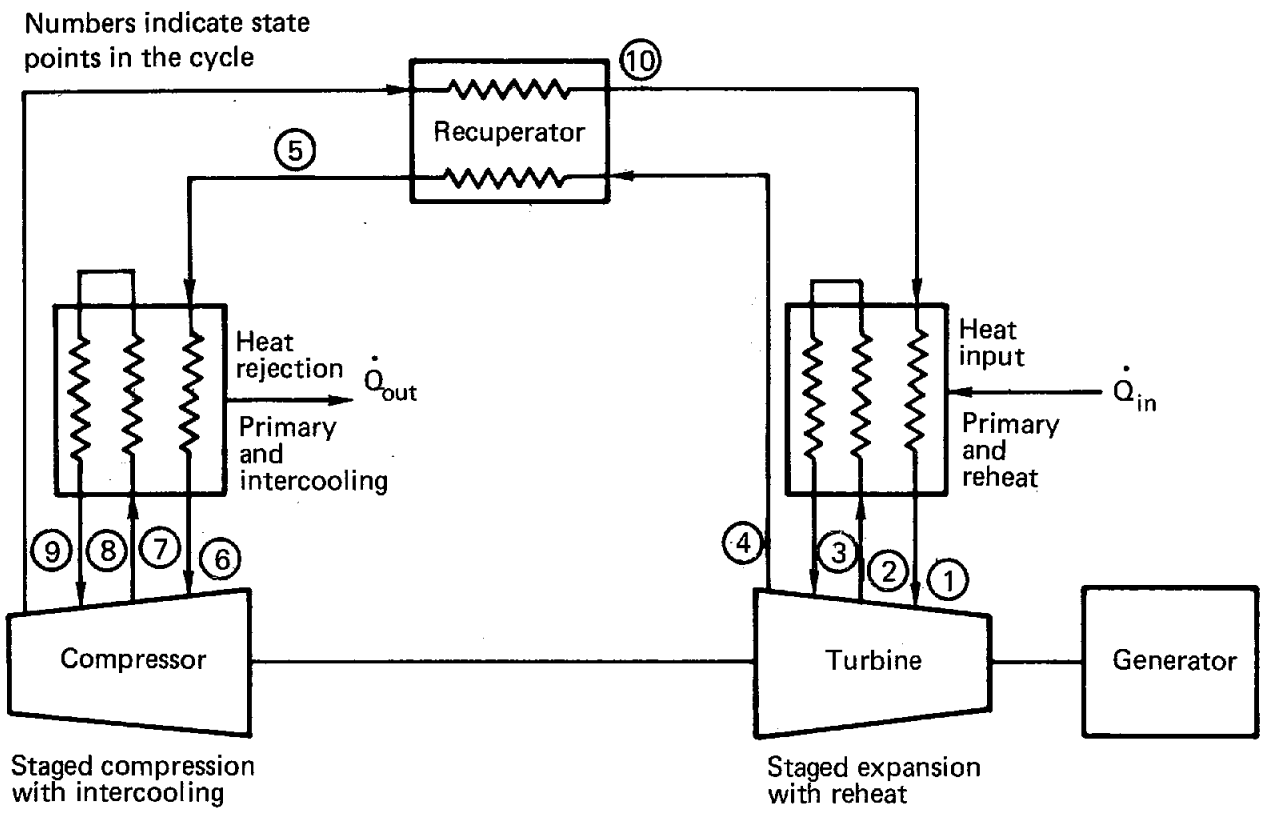 Numbers indicate state
points in the cycle
10
Recuperator
5
Heat
rejection
Q̇out
Primary
and
intercooling
Heat
input
Q̇in
Primary
and
reheat
9
8
7
6
4
3
2
1
Compressor
Turbine
Generator
Staged compression
with intercooling
Staged expansion
with reheat